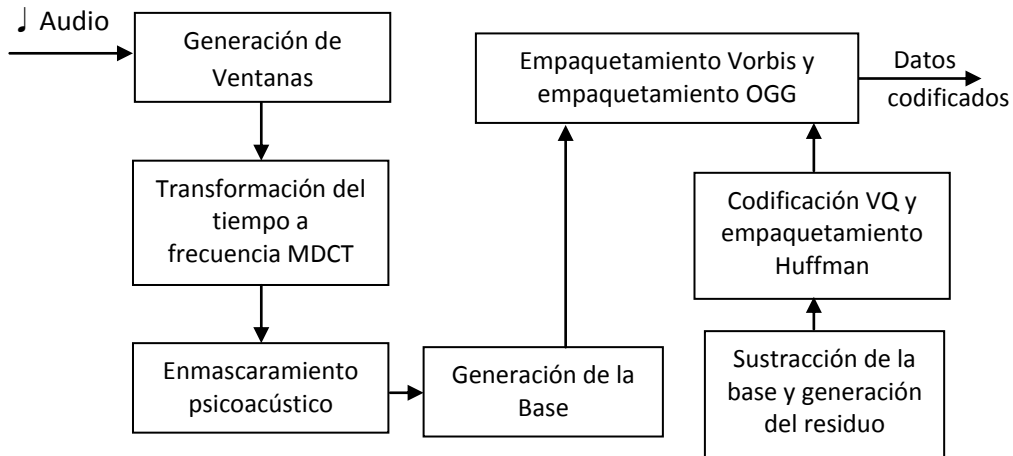 ♩ Audio
Generación de
Ventanas
Transformación del
tiempo a
frecuencia MDCT
Enmascaramiento
psicoacústico
Generación de la
Base
Empaquetamiento Vorbis y
empaquetamiento OGG
Datos
codificados
Codificación VQ y
empaquetamiento
Huffman
Sustracción de la
base y generación
del residuo